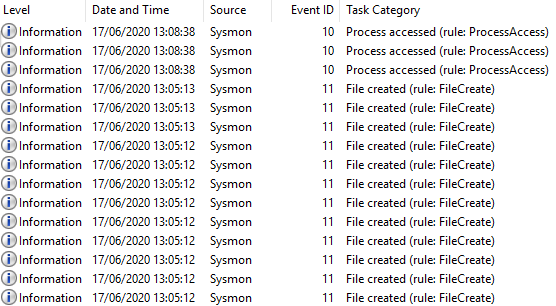 Level Date and Time Source Event ID Task Category
Information 17/06/2020 13:08:38 Sysmon 10 Process accessed (rule: ProcessAccess)
Information 17/06/2020 13:08:38 Sysmon 10 Process accessed (rule: ProcessAccess)
Information 17/06/2020 13:08:38 Sysmon 10 Process accessed (rule: ProcessAccess)
Information 17/06/2020 13:05:13 Sysmon 11 File created (rule: FileCreate)
Information 17/06/2020 13:05:13 Sysmon 11 File created (rule: FileCreate)
Information 17/06/2020 13:05:13 Sysmon 11 File created (rule: FileCreate)
Information 17/06/2020 13:05:12 Sysmon 11 File created (rule: FileCreate)
Information 17/06/2020 13:05:12 Sysmon 11 File created (rule: FileCreate)
Information 17/06/2020 13:05:12 Sysmon 11 File created (rule: FileCreate)
Information 17/06/2020 13:05:12 Sysmon 11 File created (rule: FileCreate)
Information 17/06/2020 13:05:12 Sysmon 11 File created (rule: FileCreate)
Information 17/06/2020 13:05:12 Sysmon 11 File created (rule: FileCreate)
Information 17/06/2020 13:05:12 Sysmon 11 File created (rule: FileCreate)
Information 17/06/2020 13:05:12 Sysmon 11 File created (rule: FileCreate)
Information 17/06/2020 13:05:12 Sysmon 11 File created (rule: FileCreate)